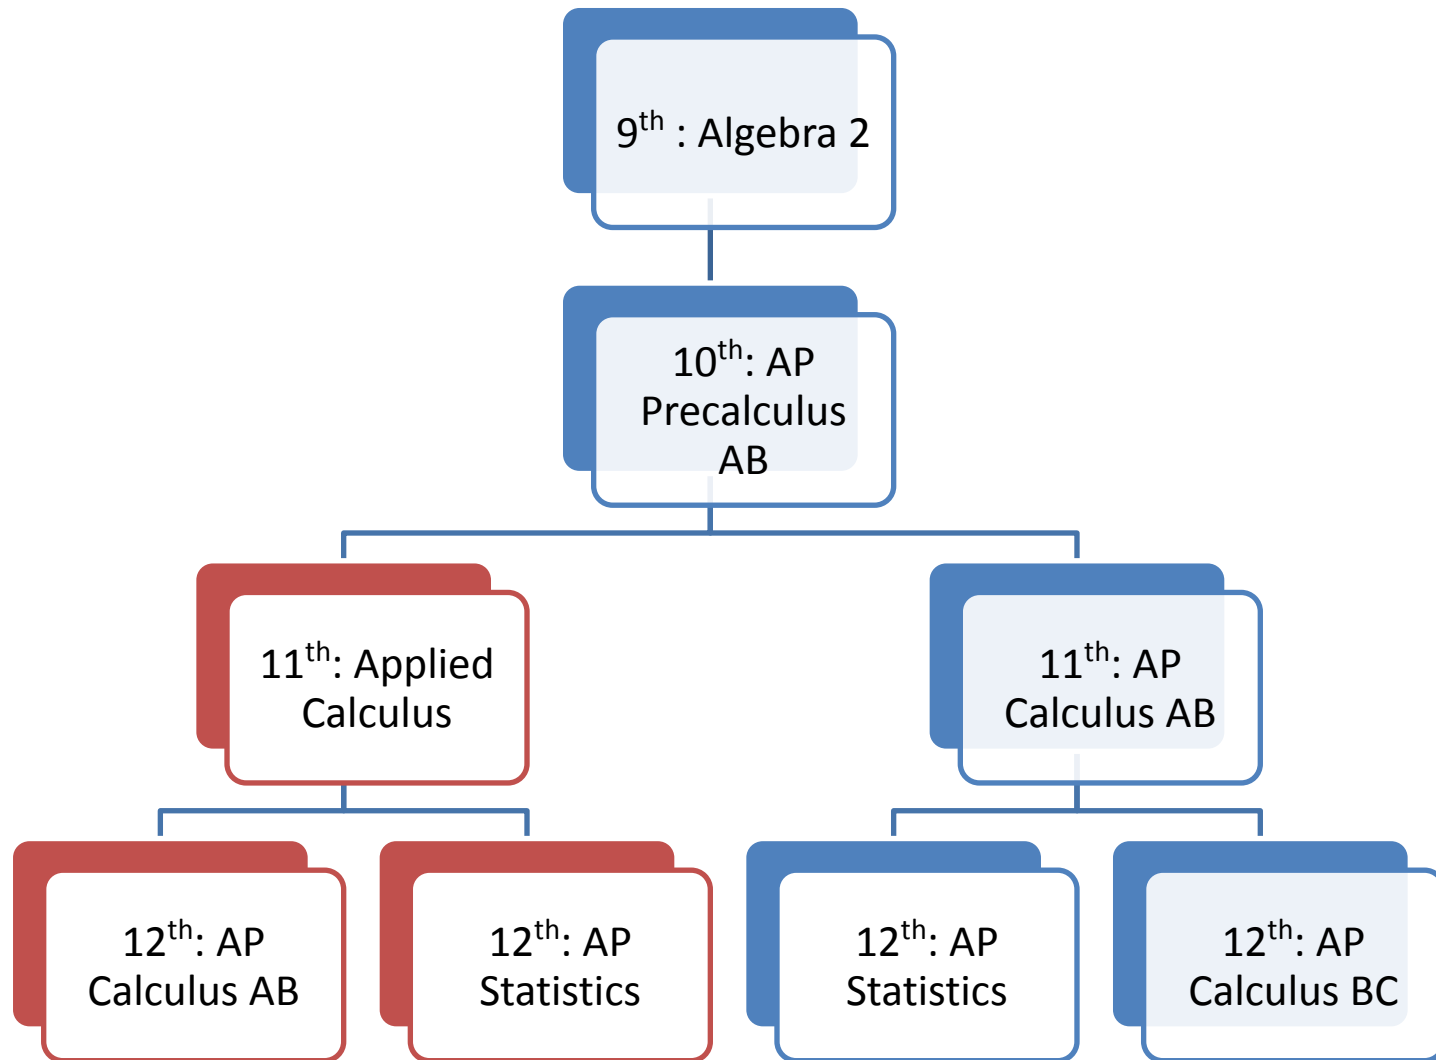 9th : Algebra 2
10th: AP
Precalculus
AB
11th: Applied
Calculus
11th: AP
Calculus AB
12th: AP
Calculus AB
12th: AP
Statistics
12th: AP
Statistics
12th: AP
Calculus BC